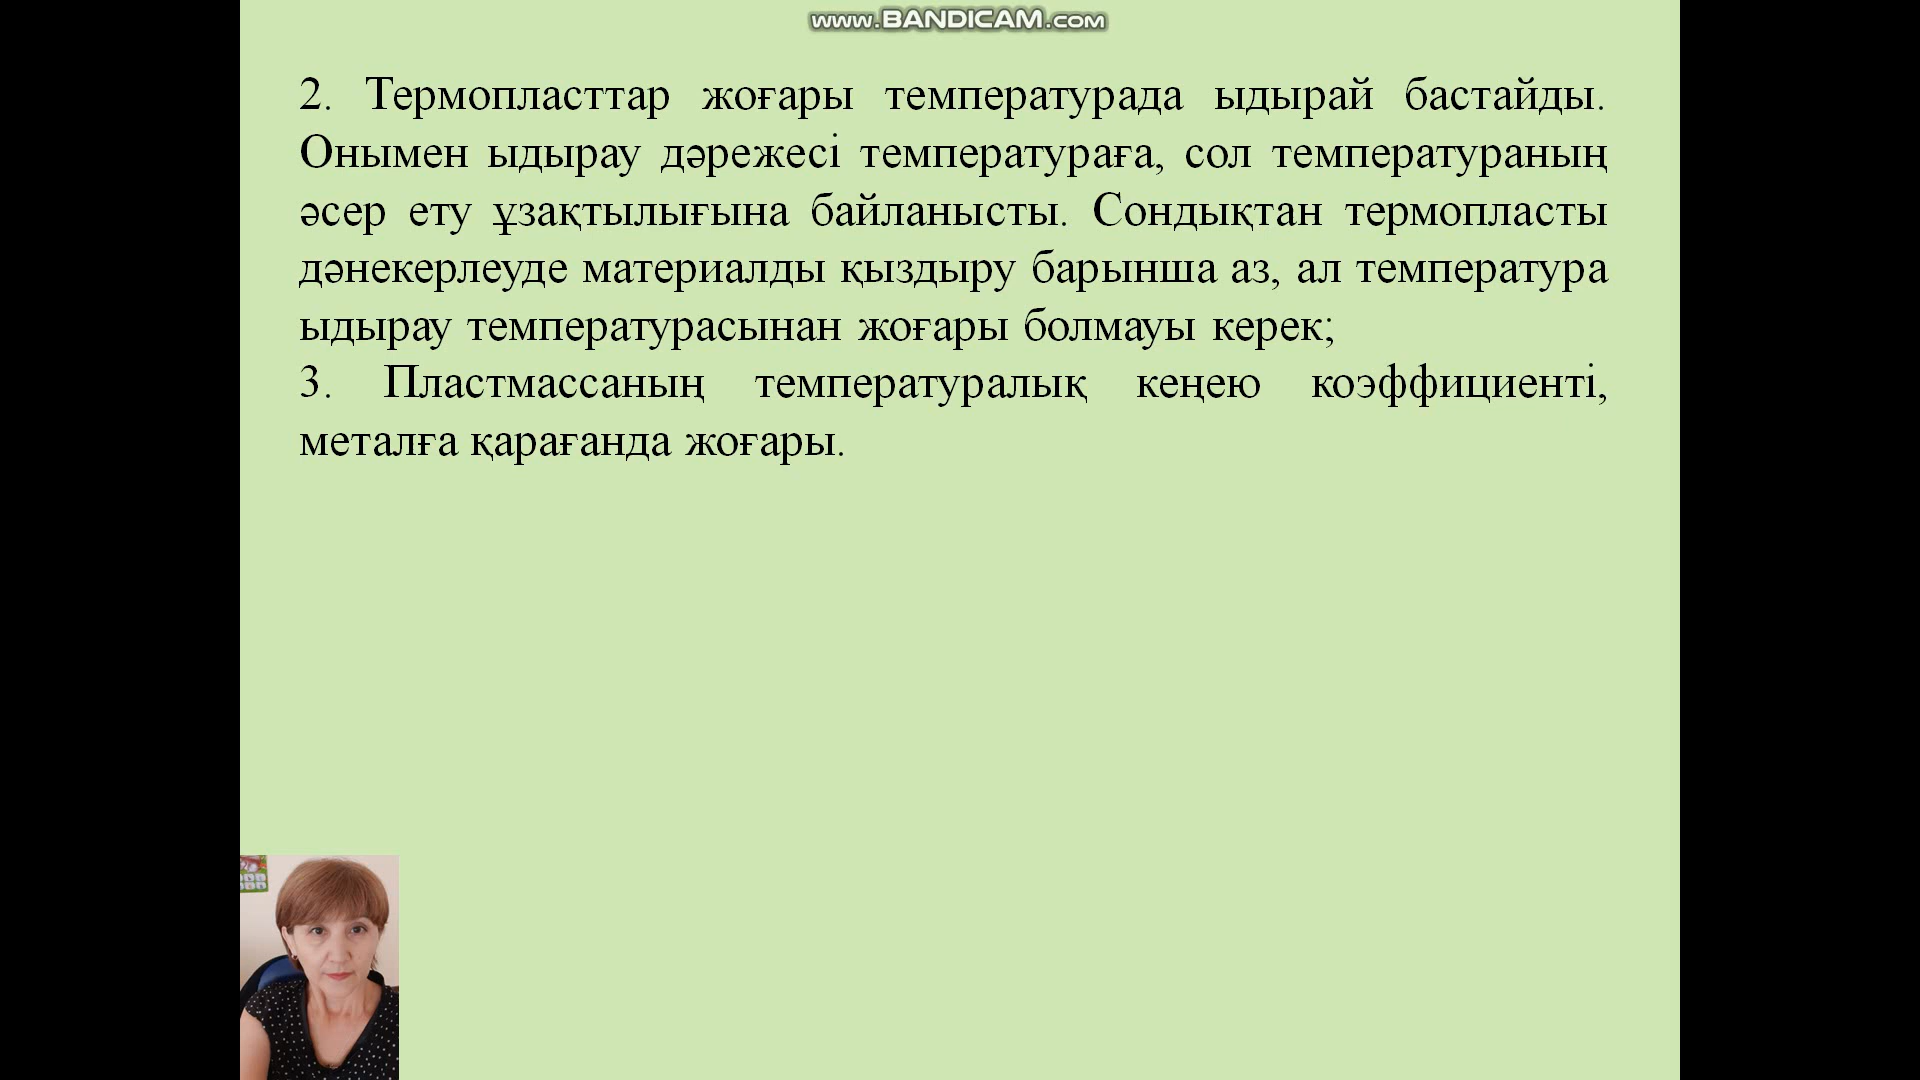 www.BANDICAM.com
2. Термопласттар жоғары температурада ыдырай бастайды.
Онымен ыдырау дәрежесі температураға, сол температураның
әсер ету ұзақтылығына байланысты. Сондықтан термопласты
дәнекерлеуде материалды қыздыру барынша аз, ал температура
ыдырау температурасынан жоғары болмауы керек;
3. Пластмассаның температуралық кеңею коэффициенті,
металға қарағанда жоғары.